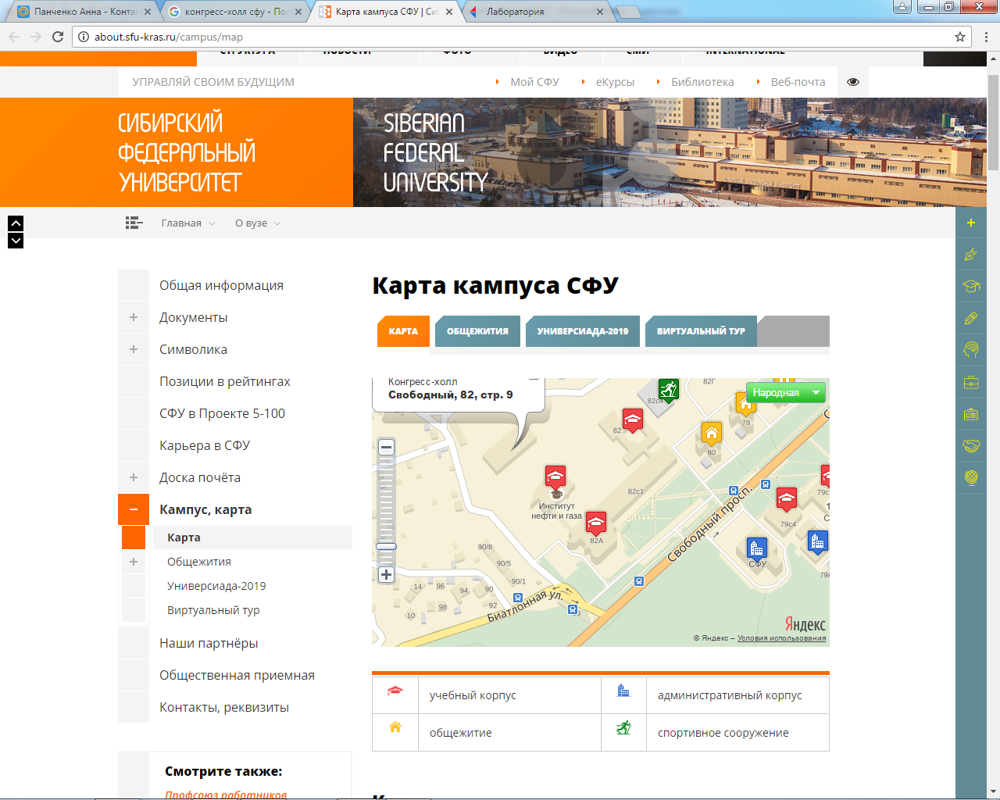 Панченко Анна - Конта
конгресс-холл сфу - По
Карта кампуса СФУ | Си
Лаборатория
about.sfu-kras.ru/campus/map
СТРУКТУРА НОВОСТИ ФОТО ВИДЕО СМИ INTERNATIONAL
УПРАВЛЯЙ СВОИМ БУДУЩИМ
Мой СФУ еКурсы Библиотека Веб-почта
СИБИРСКИЙ
ФЕДЕРАЛЬНЫЙ
УНИВЕРСИТЕТ
SIBERIAN
FEDERAL
UNIVERSITY
Главная О вузе
Общая информация
Документы
Символика
Позиции в рейтингах
СФУ в Проекте 5-100
Карьера в СФУ
Доска почёта
Кампус, карта
Карта
Общежития
Универсиада-2019
Виртуальный тур
Наши партнёры
Общественная приемная
Контакты, реквизиты
Смотрите также:
Профсоюз работников
Карта кампуса СФУ
КАРТА ОБЩЕЖИТИЯ УНИВЕРСИАДА-2019 ВИРТУАЛЬНЫЙ ТУР
Конгресс-холл
Свободный, 82, стр. 9
Народная
82Г
82с4
82
78
80
82с1
79с
Институт
нефти и газа
82А
79с4
Свободный просп.
СФУ
79/
90/8
90/5
90/1
14
96
94
98
92
10
Биатлонная ул.
Яндекс
© Яндекс – Условия использования
учебный корпус
административный корпус
общежитие
спортивное сооружение